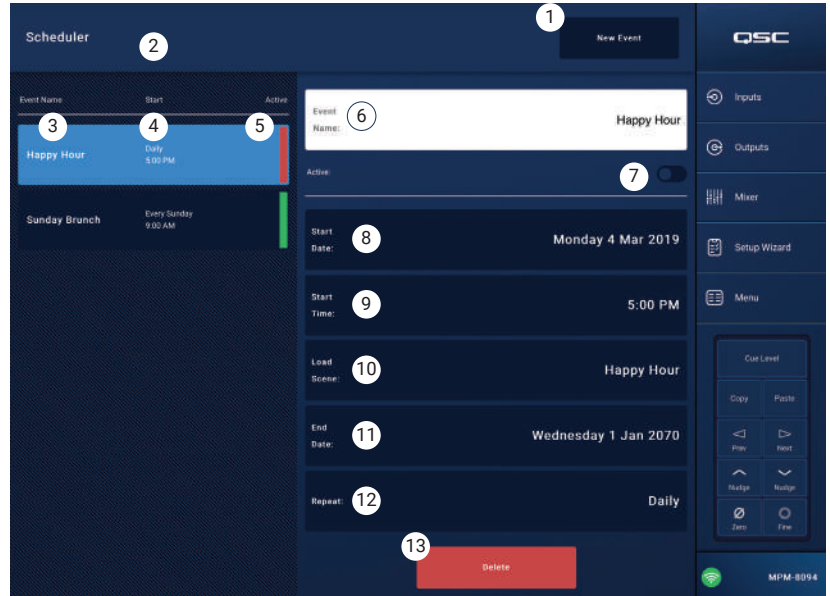 1
Scheduler
2
New Event
QSC
Event Name
Start
Active
3
4
5
Happy Hour
Daily
5:00 PM
Sunday Brunch
Every Sunday
9:00 AM
Event
Name:
6
Happy Hour
Active:
7
Start
Date:
8
Monday 4 Mar 2019
Start
Time:
9
5:00 PM
Load
Scene:
10
Happy Hour
End
Date:
11
Wednesday 1 Jan 2070
Repeat:
12
Daily
13
Delete
Inputs
Outputs
Mixer
Setup Wizard
Menu
Cue Level
Copy
Paste
Prev
Next
Nudge
Nudge
Zero
Fine
MPM-8094